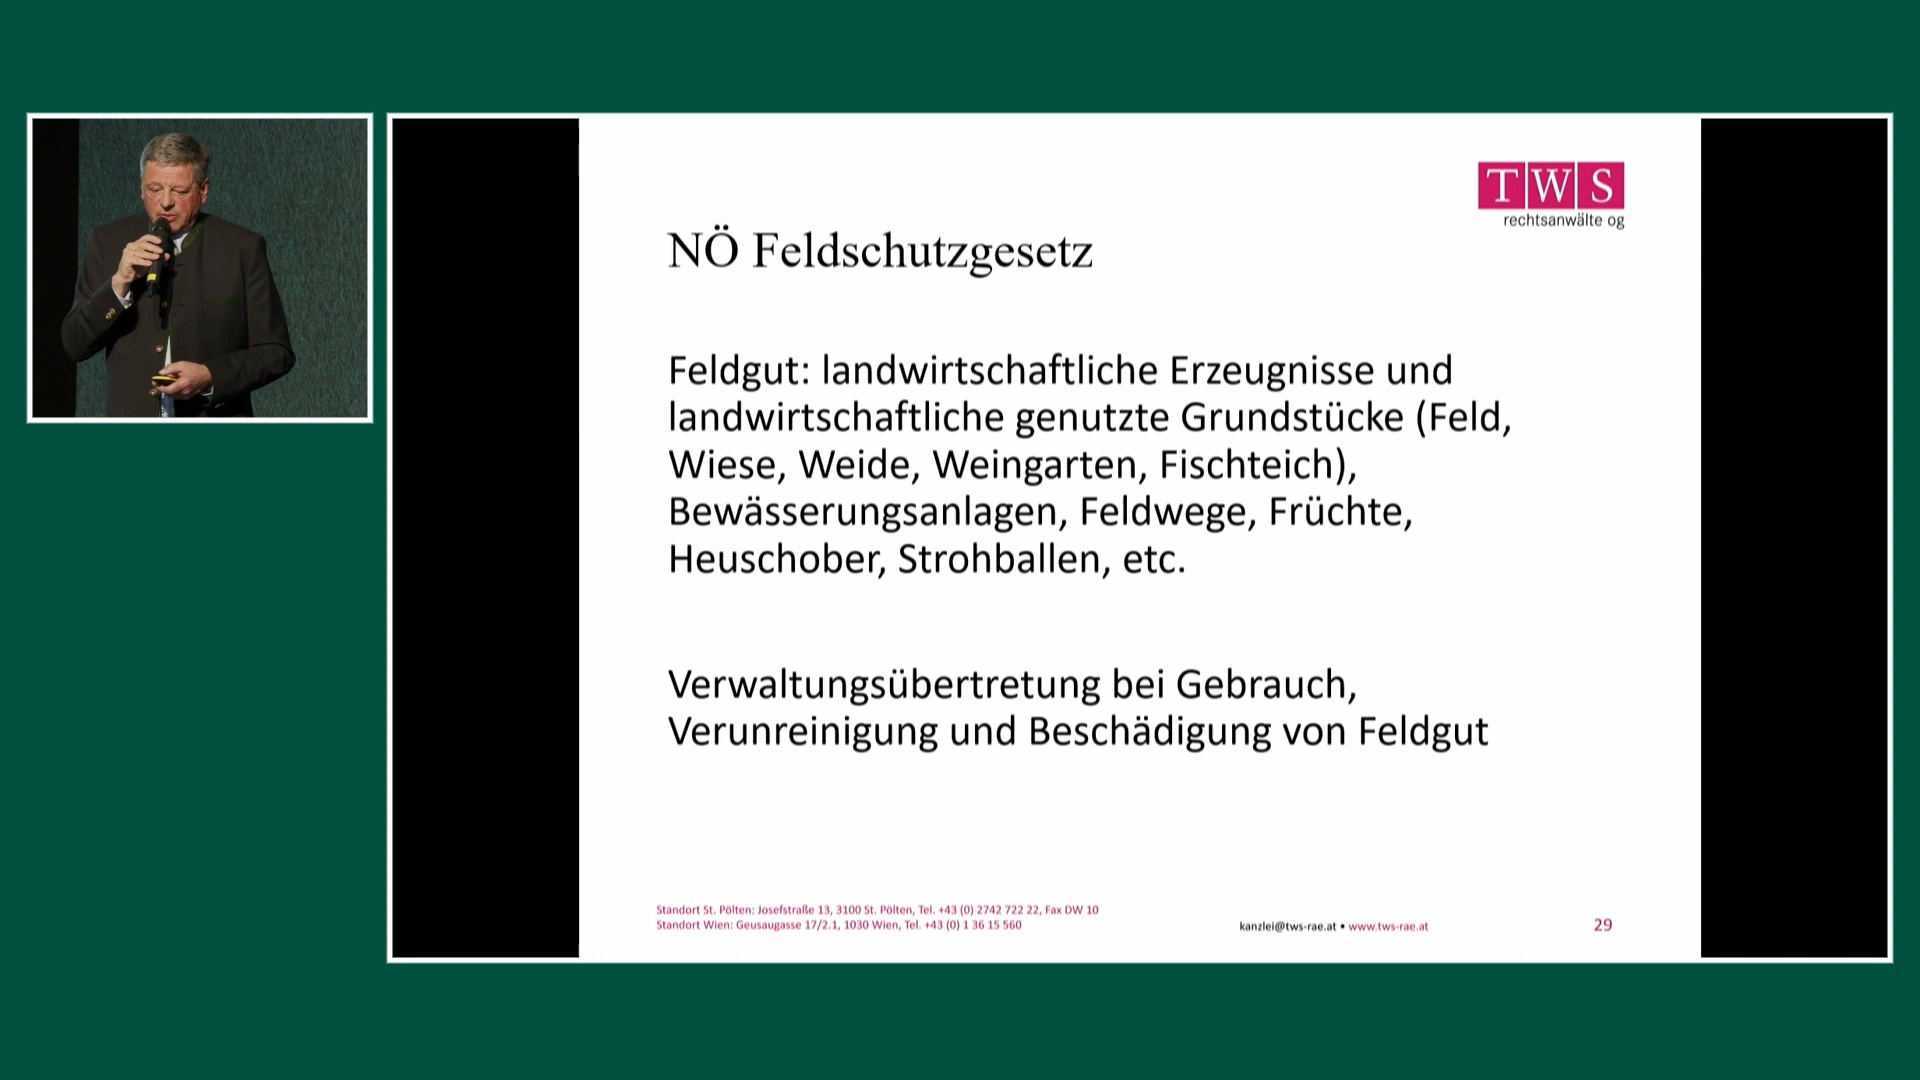 TWS
rechtsanwälte og
NÖ Feldschutzgesetz
Feldgut: landwirtschaftliche Erzeugnisse und
landwirtschaftliche genutzte Grundstücke (Feld,
Wiese, Weide, Weingarten, Fischteich),
Bewässerungsanlagen, Feldwege, Früchte,
Heuschober, Strohballen, etc.
Verwaltungsübertretung bei Gebrauch,
Verunreinigung und Beschädigung von Feldgut
Standort St. Pölten: Josefstraße 13, 3100 St. Pölten, Tel. +43 (0) 2742 722 22, Fax DW 10
Standort Wien: Geusaugasse 17/2.1, 1030 Wien, Tel. +43 (0) 1 36 15 560
kanzlei@tws-rae.at • www.tws-rae.at
29